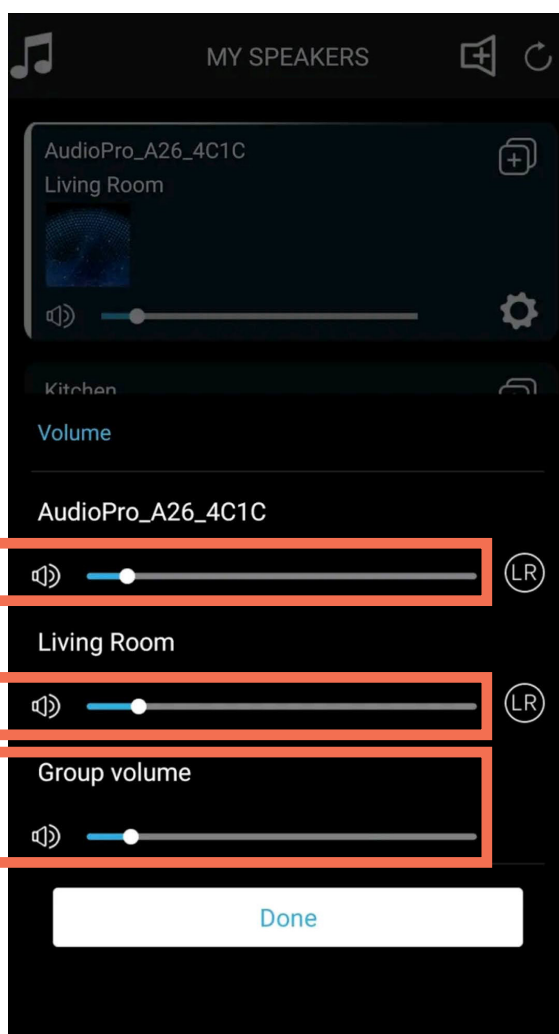 MY SPEAKERS
AudioPro_A26_4C1C
Living Room
Kitchen
Volume
AudioPro_A26_4C1C
LR
Living Room
LR
Group volume
Done